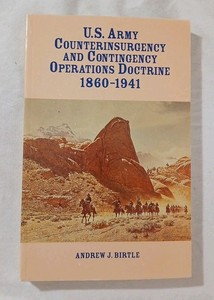 U.S. ARMY
COUNTERINSURGENCY
AND CONTINGENCY
OPERATIONS DOCTRINE
1860-1941
ANDREW J. BIRTLE